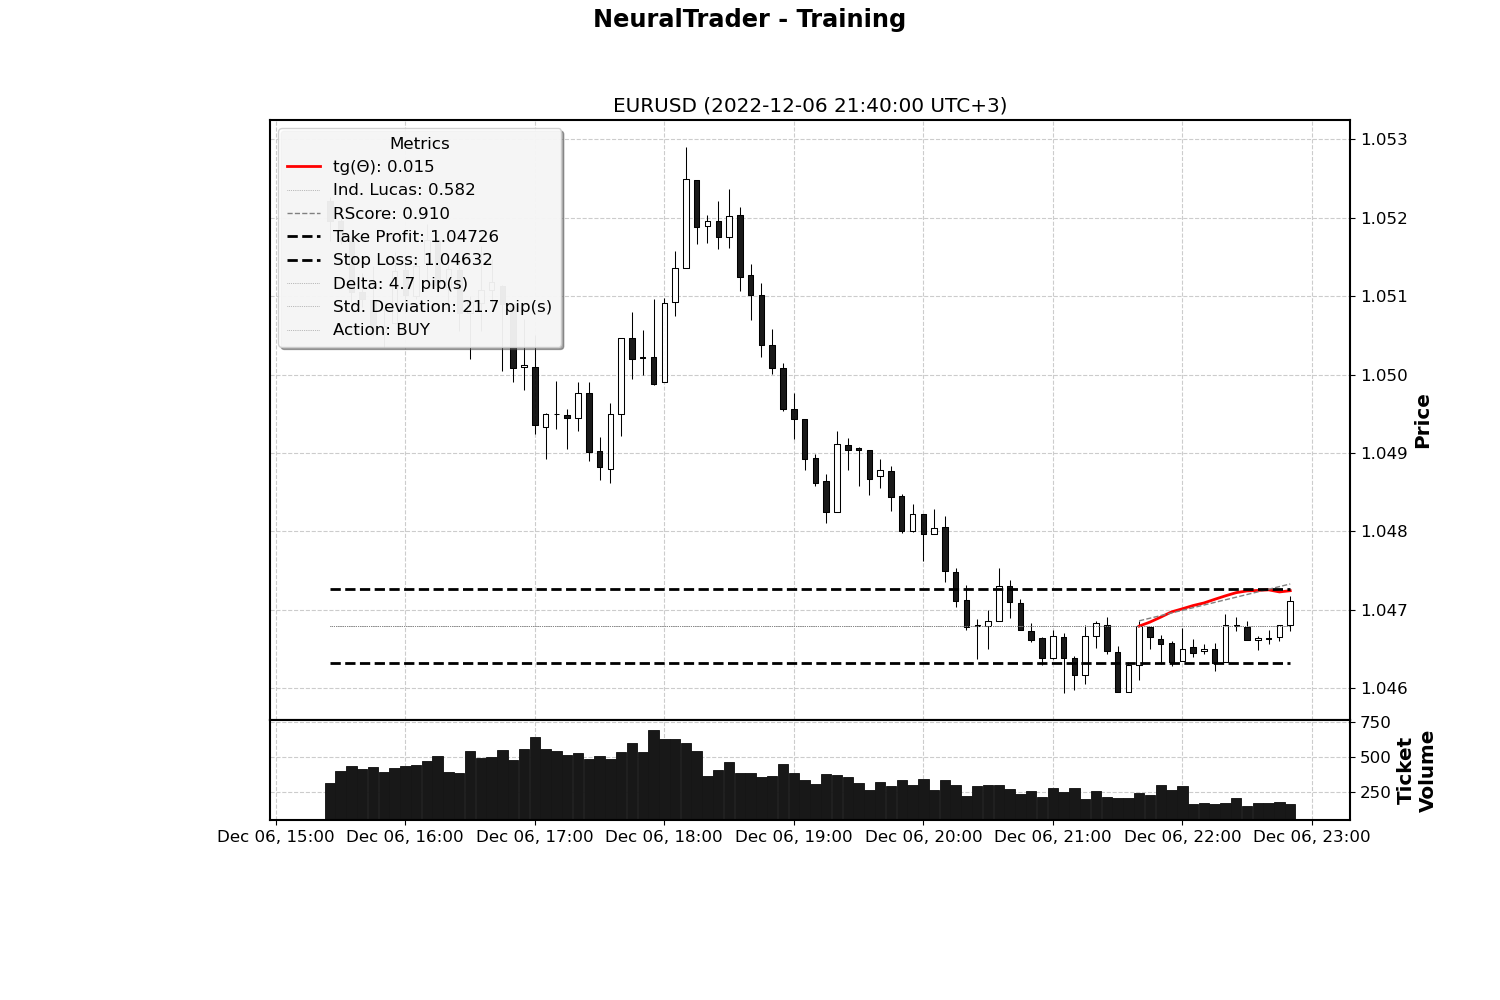 NeuralTrader - Training
EURUSD (2022-12-06 21:40:00 UTC+3)
Metrics
tg(Θ): 0.015
Ind. Lucas: 0.582
RScore: 0.910
Take Profit: 1.04726
Stop Loss: 1.04632
Delta: 4.7 pip(s)
Std. Deviation: 21.7 pip(s)
Action: BUY
1.053
1.052
1.051
1.050
1.049
1.048
1.047
1.046
Price
750
500
250
Ticket
Volume
Dec 06, 15:00 Dec 06, 16:00 Dec 06, 17:00 Dec 06, 18:00 Dec 06, 19:00 Dec 06, 20:00 Dec 06, 21:00 Dec 06, 22:00 Dec 06, 23:00